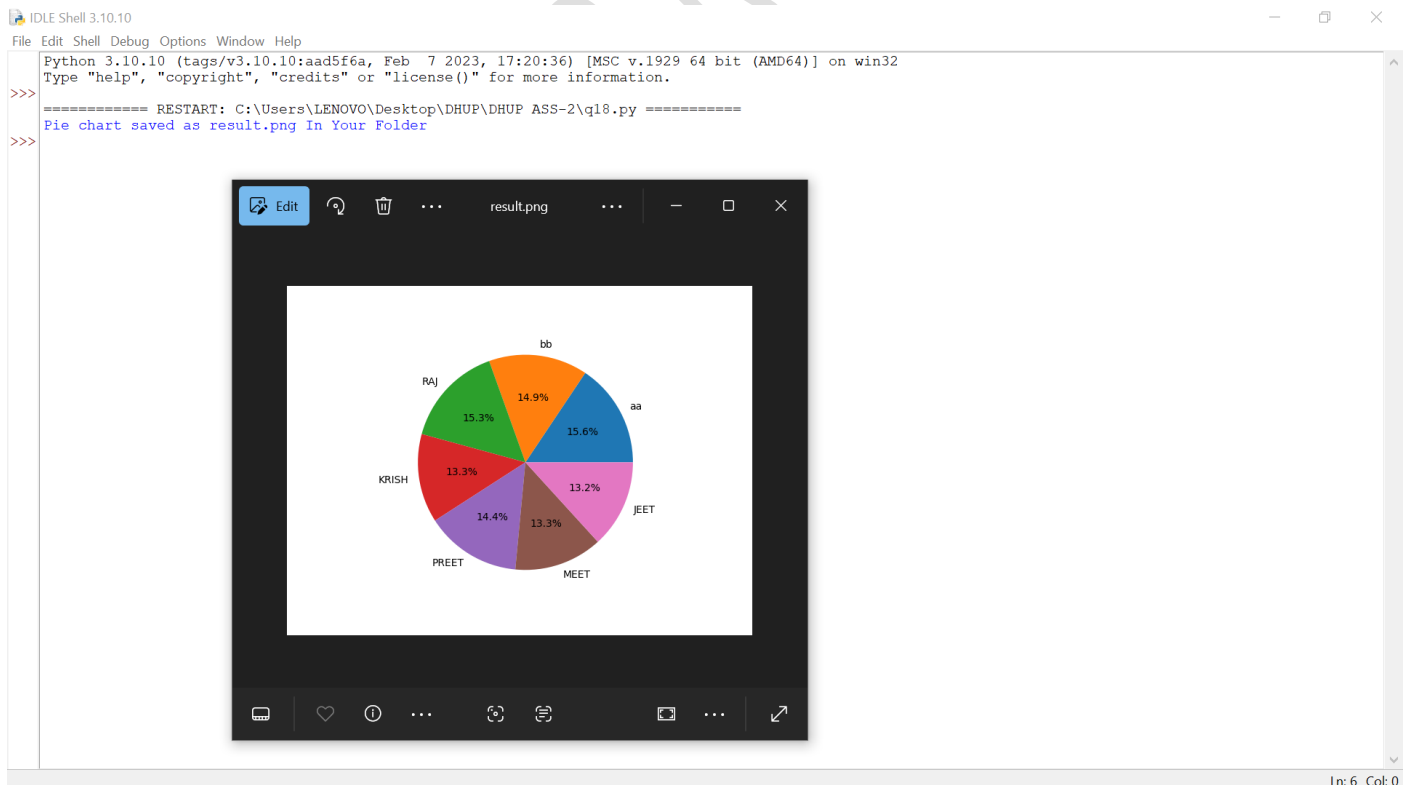 IDLE Shell 3.10.10
File Edit Shell Debug Options Window Help
Python 3.10.10 (tags/v3.10.10:aad5f6a, Feb  7 2023, 17:20:36) [MSC v.1929 64 bit (AMD64)] on win32
Type "help", "copyright", "credits" or "license()" for more information.
>>>
============ RESTART: C:\Users\LENOVO\Desktop\DHUP\DHUP ASS-2\q18.py ===========
Pie chart saved as result.png In Your Folder
>>>
Edit result.png
bb
RAJ
14.9%
aa
15.3%
15.6%
13.3%
KRISH
13.2%
JEET
14.4%
13.3%
PREET
MEET
Ln: 6 Col: 0